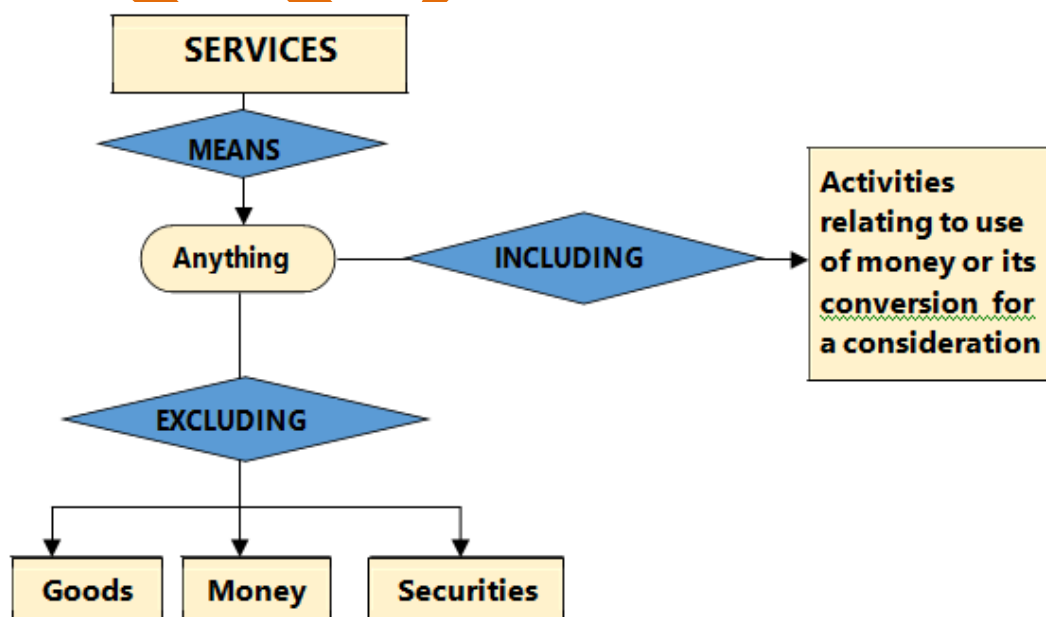 SERVICES
MEANS
Anything
INCLUDING
Activities
relating to use
of money or its
conversion for
a consideration
EXCLUDING
Goods
Money
Securities